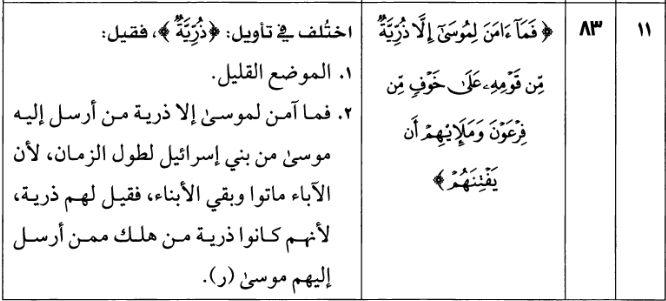 ١١
٨٣
﴿ فَمَآ ءَامَنَ لِمُوسَىٰٓ إِلَّا ذُرِّيَّةٌ
مِّن قَوْمِهِۦ عَلَىٰ خَوْفٍ مِّن
فِرْعَوْنَ وَمَلَإِيْهِمْ أَن
يَفْتِنَهُمْ ﴾
اختُلف في تأويل: ﴿ ذُرِّيَّةٌ ﴾، فقيل:
١. الموضع القليل.
٢. فما آمن لموسىٰ إلا ذرية من أرسل إليه
موسىٰ من بني إسرائيل لطول الزمان، لأن
الآباء ماتوا وبقي الأبناء، فقيل لهم ذرية،
لأنهم كانوا ذرية من هلك ممن أرسل
إليهم موسىٰ (ر).